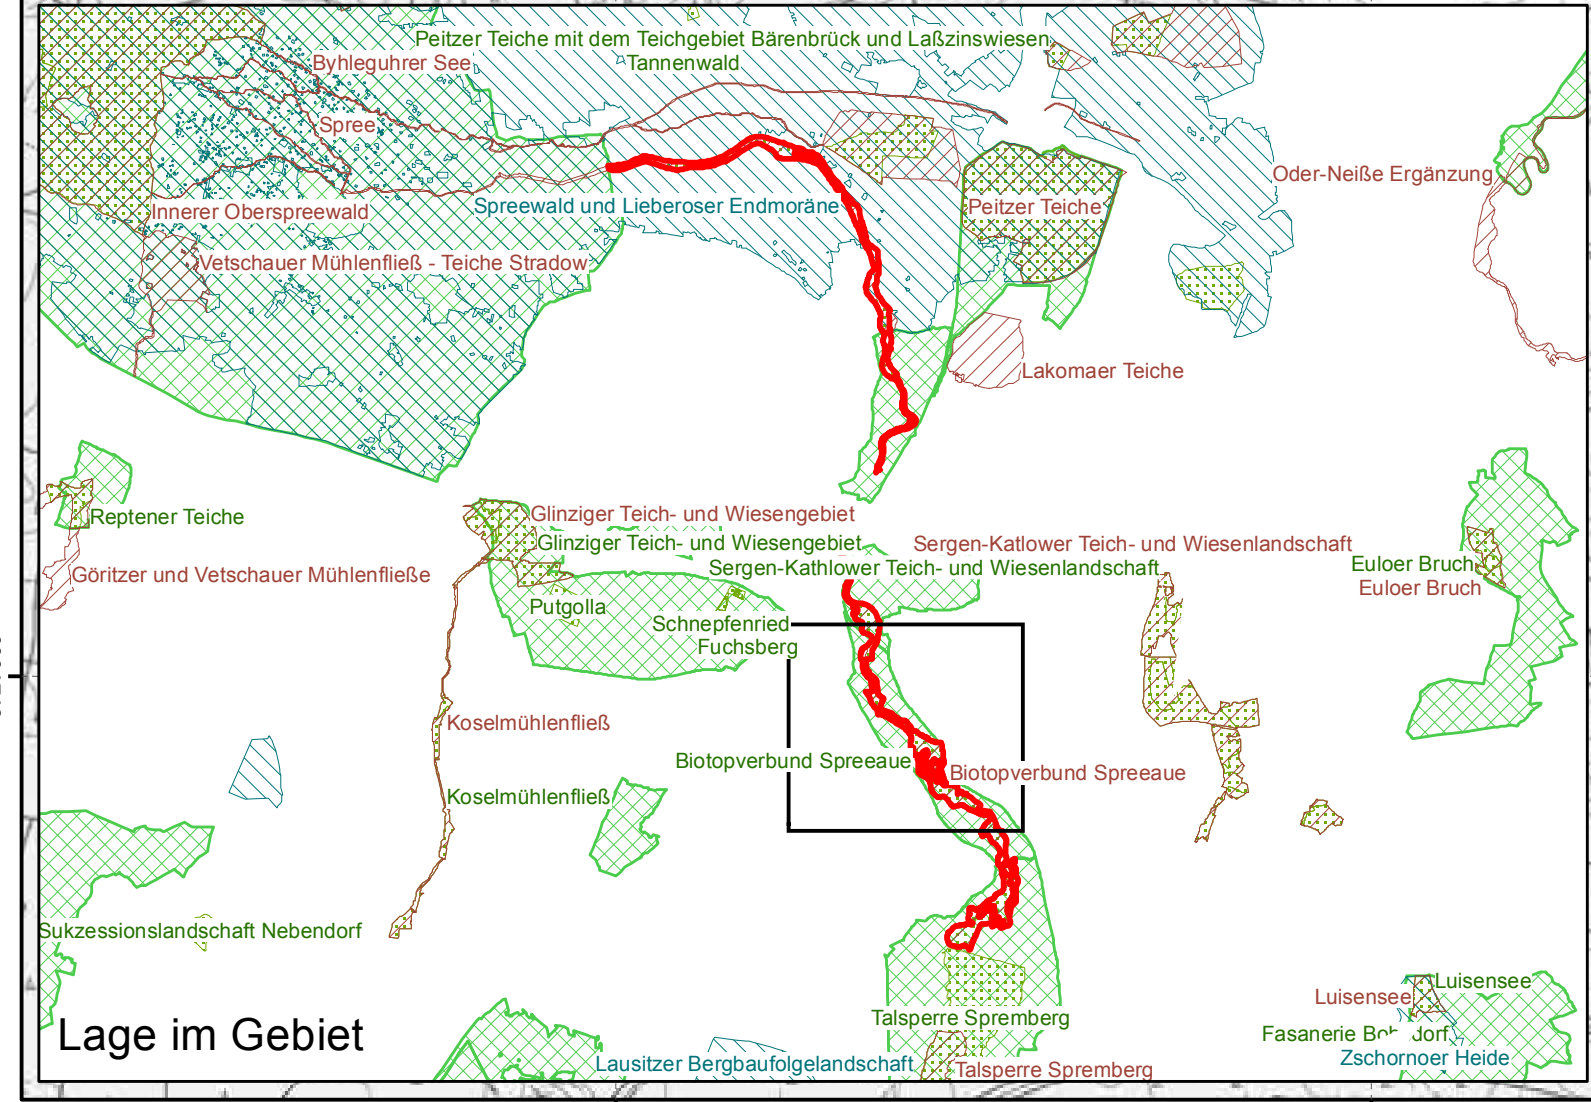 Peitzer Teiche mit dem Teichgebiet Bärenbrück und Laßzinswiesen
Byhleguhrer See
Tannenwald
Spree
Oder-Neiße Ergänzung
Innerer Oberspreewald
Spreewald und Lieberoser Endmoräne
Peitzer Teiche
Vetschauer Mühlenfließ - Teiche Stradow
Lakomaer Teiche
Reptener Teiche
Glinziger Teich- und Wiesengebiet
Glinziger Teich- und Wiesengebiet
Sergen-Katlower Teich- und Wiesenlandschaft
Sergen-Kathlower Teich- und Wiesenlandschaft
Euloer Bruch
Göritzer und Vetschauer Mühlenfließe
Euloer Bruch
Putgolla
Schnepfenried
Fuchsberg
Koselmühlenfließ
Biotopverbund Spreeaue
Biotopverbund Spreeaue
Koselmühlenfließ
Sukzessionslandschaft Nebendorf
Luisensee
Luisensee
Talsperre Spremberg
Lage im Gebiet
Fasanerie
Zschornoer Heide
Lausitzer Bergbaufolgelandschaft
Talsperre Spremberg